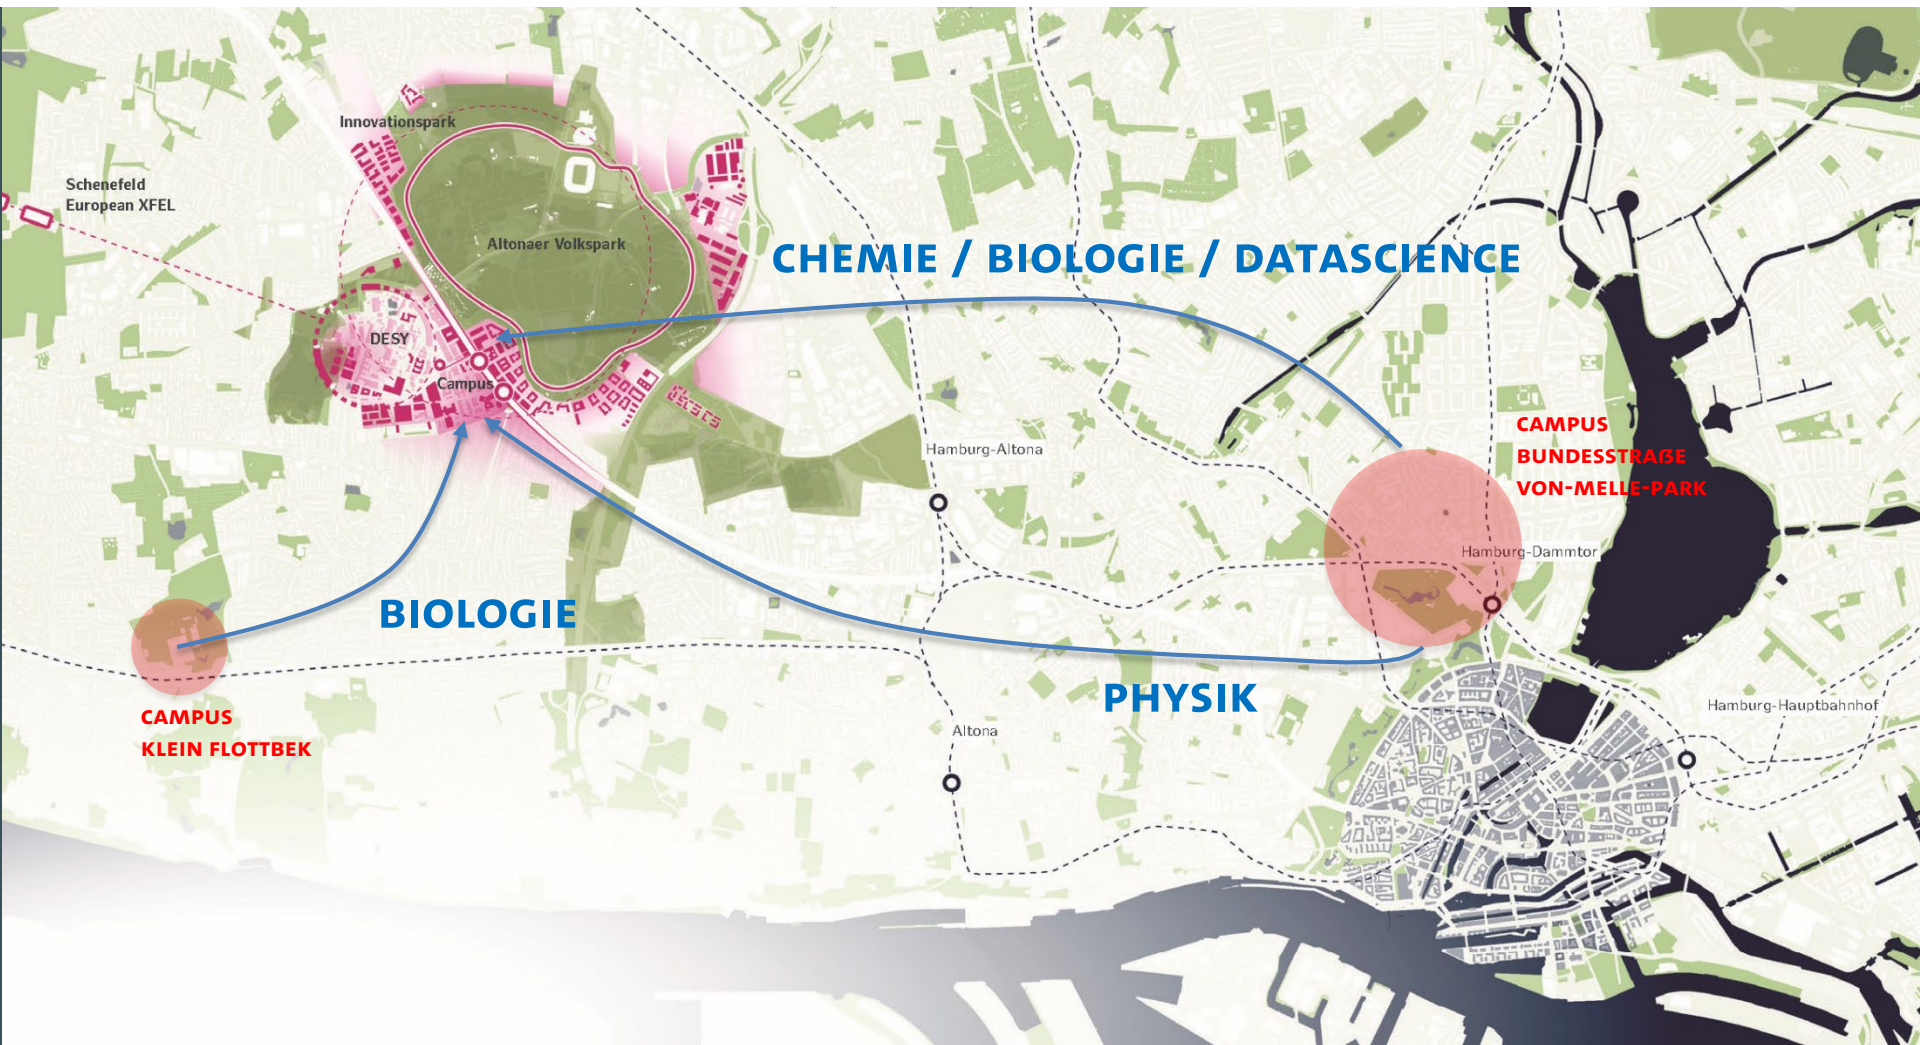 Innovationspark
Schenefeld
European XFEL
Altonaer Volkspark
CHEMIE / BIOLOGIE / DATASCIENCE
DESY
Campus
CAMPUS
BUNDESSTRAßE
VON-MELLE-PARK
Hamburg-Altona
Hamburg-Dammtor
BIOLOGIE
PHYSIK
CAMPUS
KLEIN FLOTTBEK
Hamburg-Hauptbahnhof
Altona